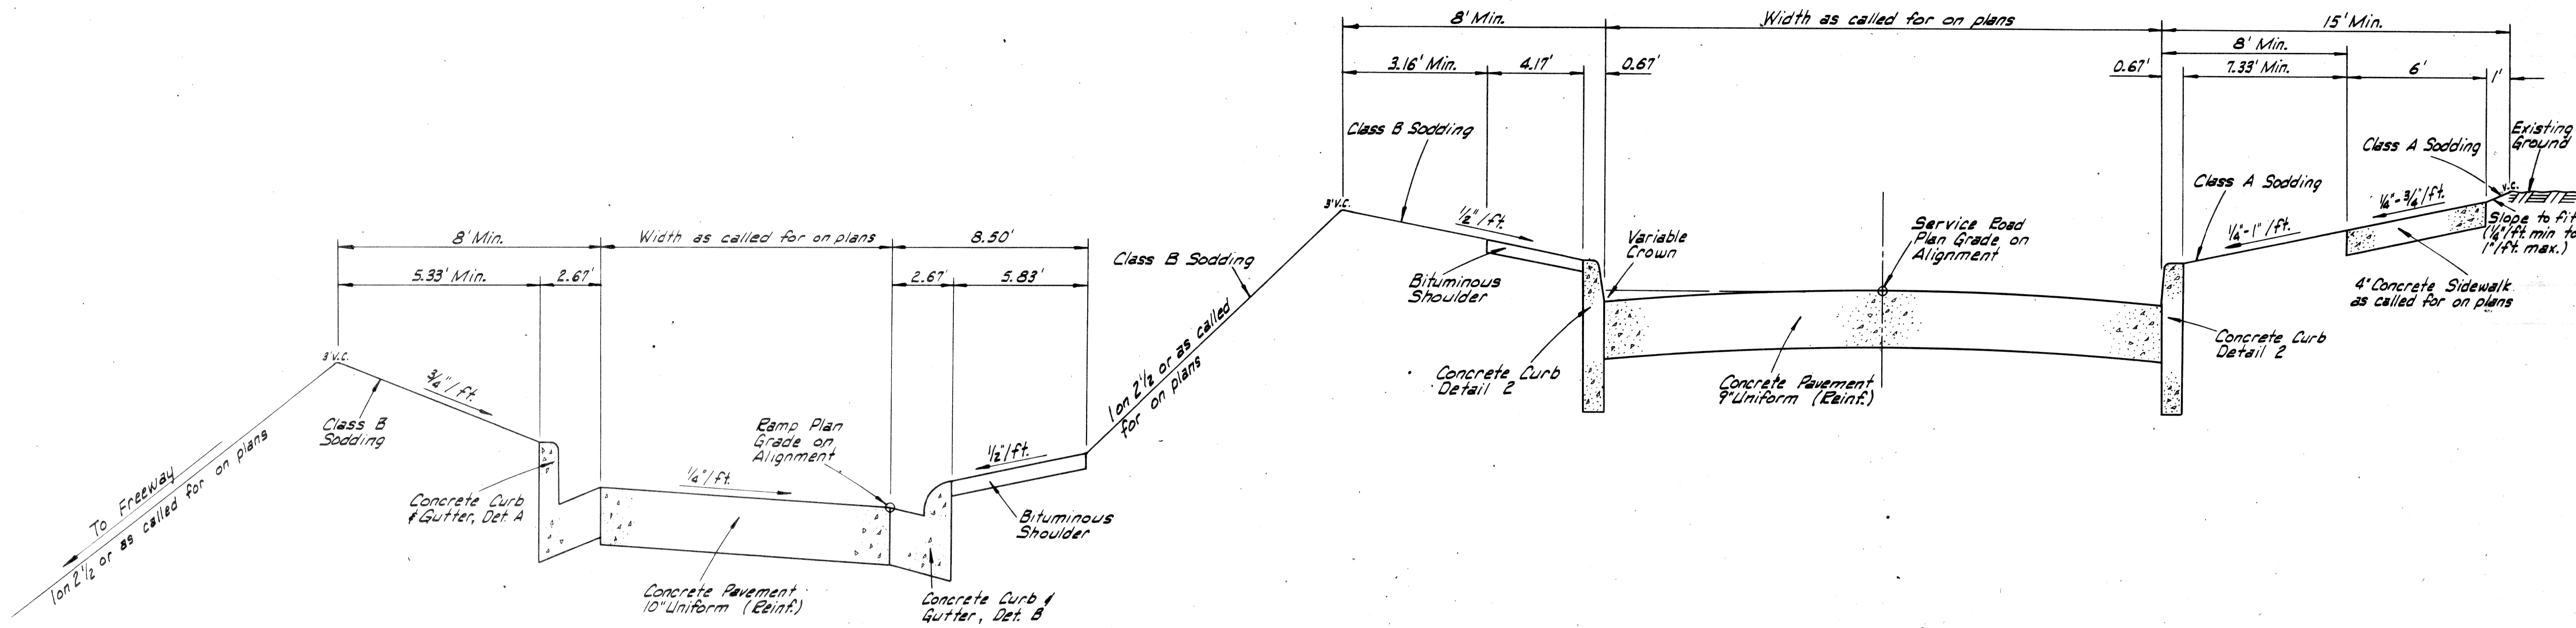 8' Min.
Width as called for on plans
15' Min.
8' Min.
3.16' Min.
4.17'
0.67'
0.67'
7.33' Min.
6'
1'
Class B Sodding
3' V.C.
1/2"/ft.
Bituminous
Shoulder
Variable
Crown
Service Road
Plan Grade on
Alignment
Class A Sodding
1/4"-1"/ft.
Class A Sodding
Existing
Ground
V.C.
1/4"-3/4"/ft.
Slope to fit
(1/4"/ft. min to
1"/ft. max.)
4" Concrete Sidewalk
as called for on plans
Concrete Curb
Detail 2
Concrete Pavement
9" Uniform (Reinf.)
Concrete Curb
Detail 2
8' Min.
Width as called for on plans
8.50'
5.33' Min.
2.67'
2.67'
5.83'
Class B Sodding
1 on 2 1/2 or as called
for on plans
3' V.C.
3/4"/ft.
Class B
Sodding
To Freeway
1 on 2 1/2 or as called for on plans
Concrete Curb
& Gutter, Det. A
1/4"/ft.
Ramp Plan
Grade on
Alignment
1/2"/ft.
Bituminous
Shoulder
Concrete Pavement
10" Uniform (Reinf.)
Concrete Curb &
Gutter, Det. B